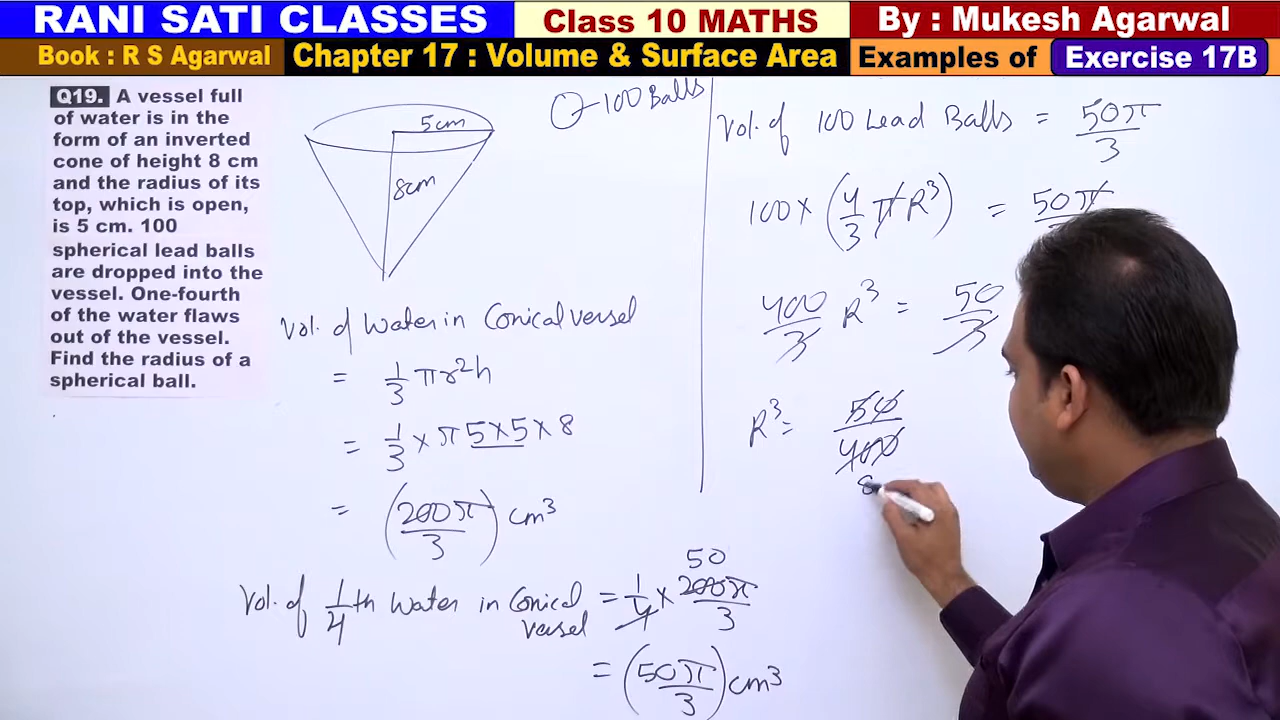 RANI SATI CLASSES
Class 10 MATHS
By : Mukesh Agarwal
Book : R S Agarwal
Chapter 17 : Volume & Surface Area
Examples of
Exercise 17B
Q19. A vessel full
of water is in the
form of an inverted
cone of height 8 cm
and the radius of its
top, which is open,
is 5 cm. 100
spherical lead balls
are dropped into the
vessel. One-fourth
of the water flaws
out of the vessel.
Find the radius of a
spherical ball.
5cm
8cm
100 Balls
Vol. of Water in Conical versel
= 1/3 πr²h
= 1/3 × π 5×5×8
= (200π/3) cm³
Vol. of 1/4th Water in Conical versel = 1/4 × 200π/3
50
= (50π/3) cm³
Vol. of 100 Lead Balls = 50π/3
100 × (4/3 πR³) = 50π
400/3 R³ = 50/3
R³ = 50/400
8